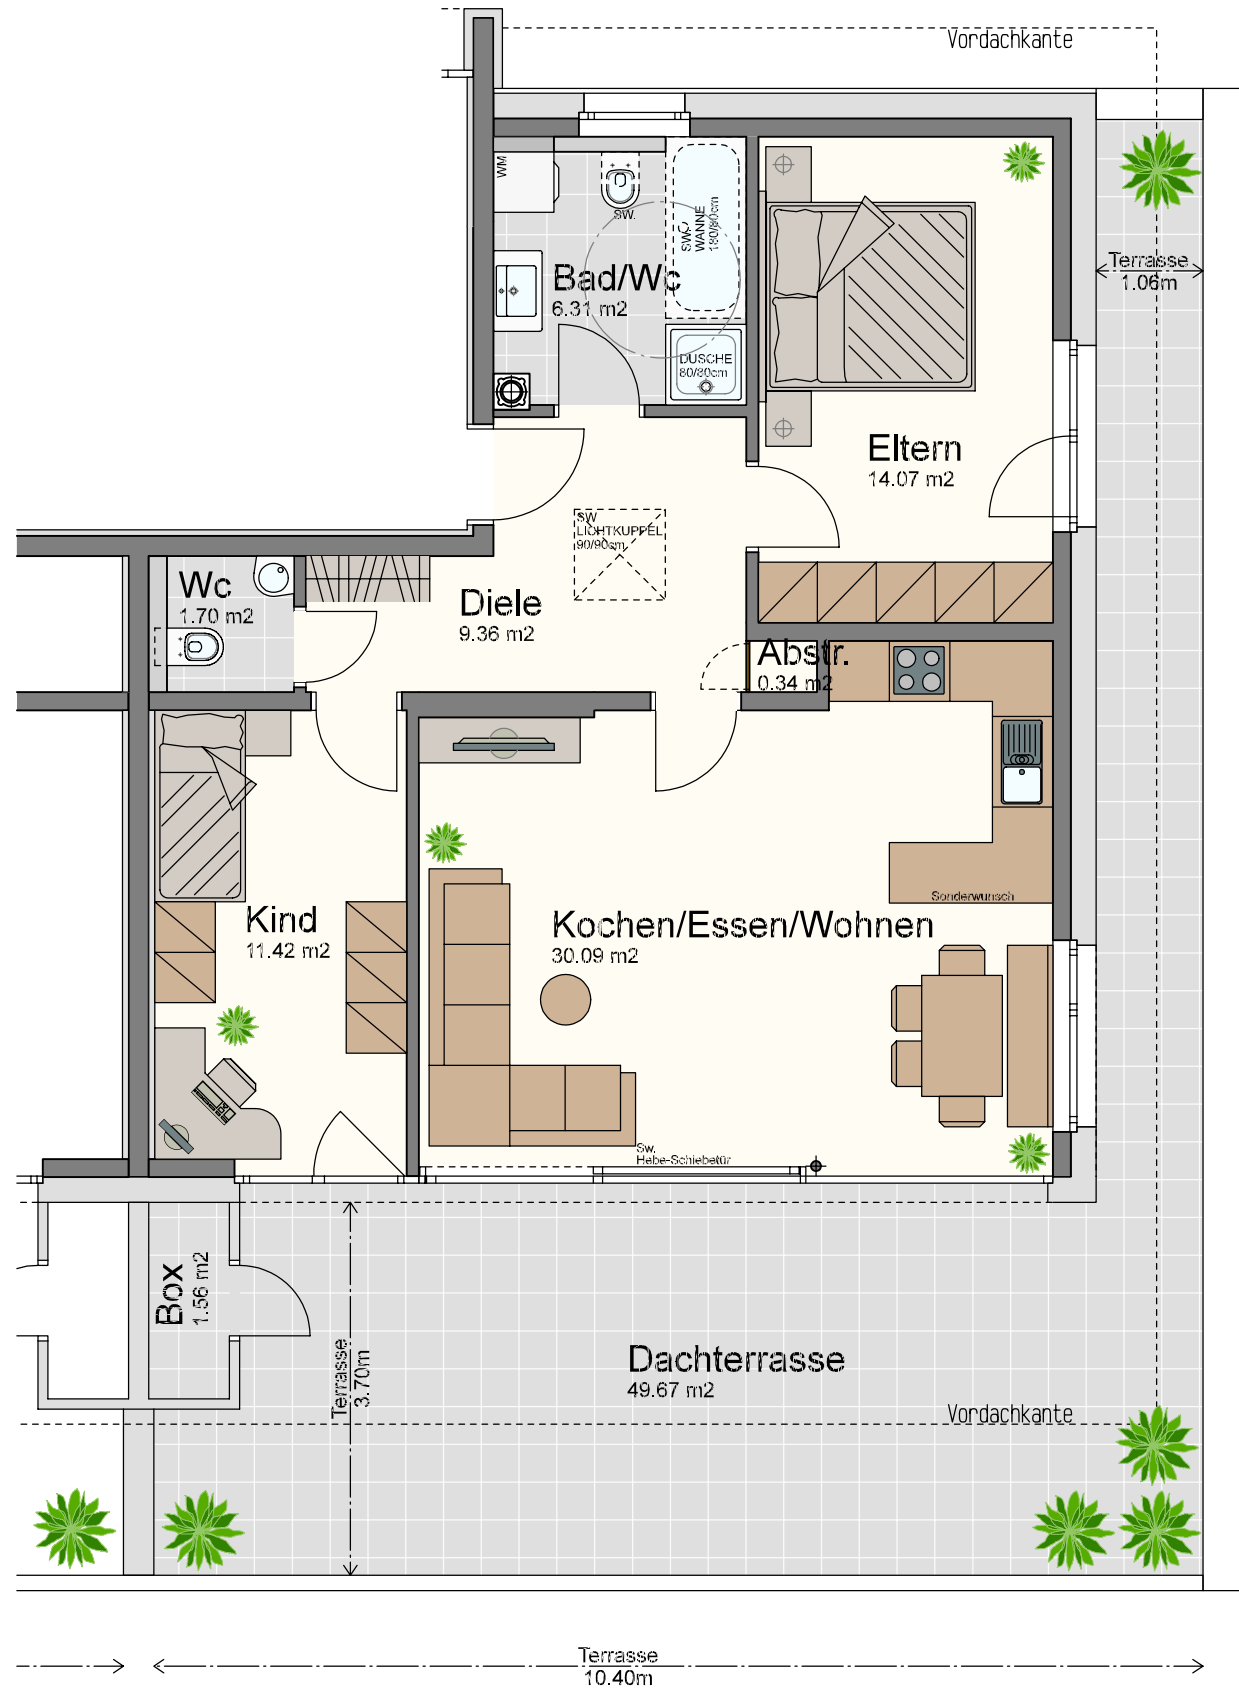 Vordachkante
WM
SW.
SW.
WANNE
180/80cm
Terrasse
1.06m
Bad/Wc
6.31 m2
DUSCHE
80/80cm
Eltern
14.07 m2
SW
LICHTKUPPEL
90/90cm
Wc
1.70 m2
Diele
9.36 m2
Abstr.
0.34 m2
Sonderwunsch
Kind
11.42 m2
Kochen/Essen/Wohnen
30.09 m2
Sw.
Hebe-Schiebetür
Box
1.56 m2
Terrasse
3.70m
Dachterrasse
49.67 m2
Vordachkante
Terrasse
10.40m